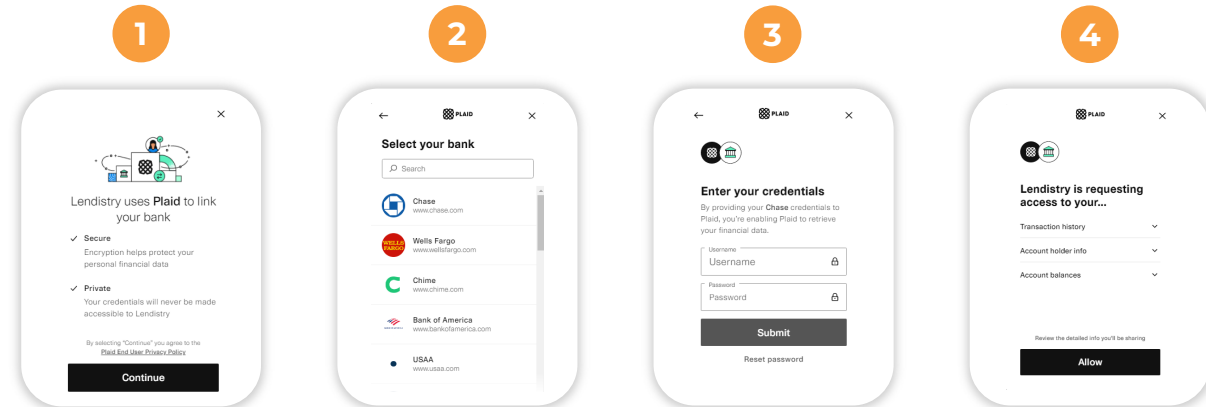 1
Lendistry uses Plaid to link
your bank
Secure
Encryption helps protect your
personal financial data
Private
Your credentials will never be made
accessible to Lendistry
By selecting "Continue" you agree to the
Plaid End User Privacy Policy
Continue
2
PLAID
Select your bank
Search
Chase
www.chase.com
WELLS
FARGO
Wells Fargo
www.wellsfargo.com
C
Chime
www.chime.com
Bank of America
www.bankofamerica.com
USAA
www.usaa.com
3
PLAID
Enter your credentials
By providing your Chase credentials to
Plaid, you're enabling Plaid to retrieve
your financial data.
Username
Username
Password
Password
Submit
Reset password
4
PLAID
Lendistry is requesting
access to your...
Transaction history
Account holder info
Account balances
Review the detailed info you'll be sharing
Allow